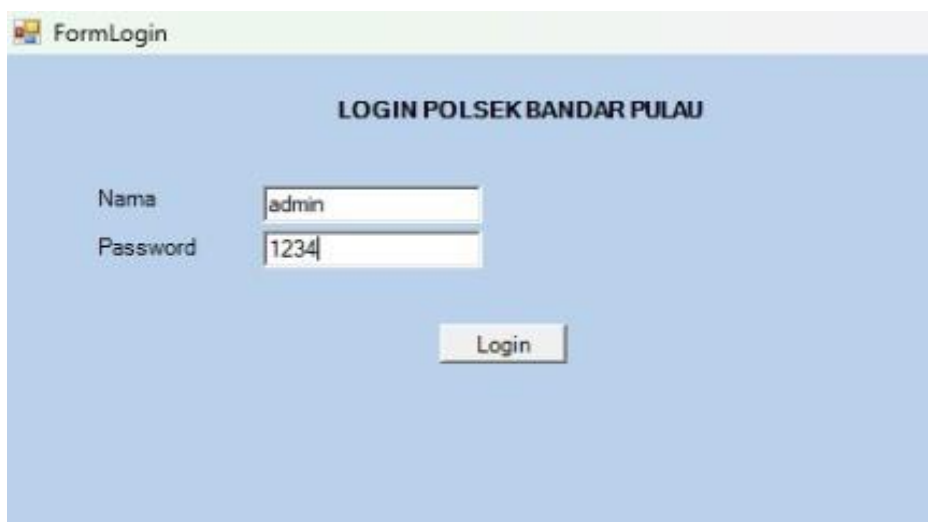 FormLogin
LOGIN POLSEK BANDAR PULAU
Nama admin
Password 1234
Login